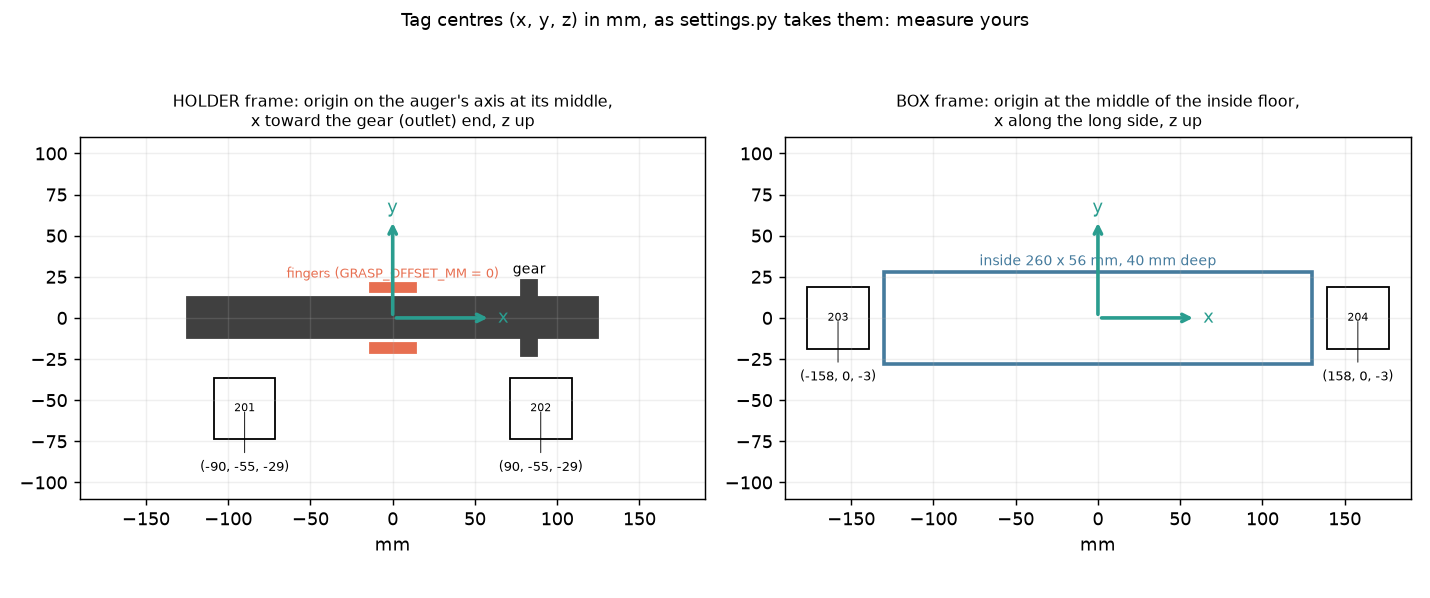 Tag centres (x, y, z) in mm, as settings.py takes them: measure yours
HOLDER frame: origin on the auger's axis at its middle,
x toward the gear (outlet) end, z up
100
75
50
25
0
−25
−50
−75
−100
y
fingers (GRASP_OFFSET_MM = 0)
gear
x
201
202
(-90, -55, -29)
(90, -55, -29)
−150
−100
−50
0
50
100
150
mm
BOX frame: origin at the middle of the inside floor,
x along the long side, z up
100
75
50
25
0
−25
−50
−75
−100
y
inside 260 x 56 mm, 40 mm deep
203
x
204
(-158, 0, -3)
(158, 0, -3)
−150
−100
−50
0
50
100
150
mm